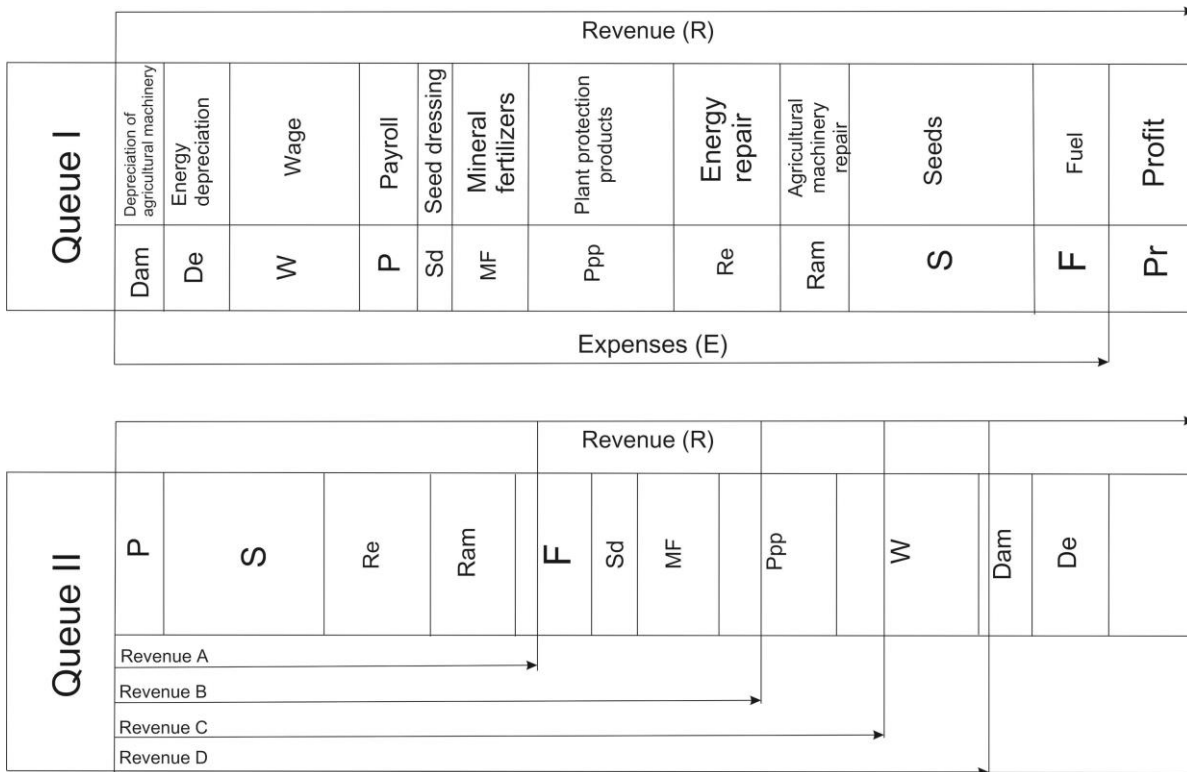 Revenue (R)
Queue I
Depreciation of
agricultural machinery
Energy
depreciation
Wage
Payroll
Seed dressing
Mineral
fertilizers
Plant protection
products
Energy
repair
Agricultural
machinery
repair
Seeds
Fuel
Profit
Dam
De
W
P
Sd
MF
Ppp
Re
Ram
S
F
Pr
Expenses (E)
Revenue (R)
Queue II
P
S
Re
Ram
F
Sd
MF
Ppp
W
Dam
De
Revenue A
Revenue B
Revenue C
Revenue D